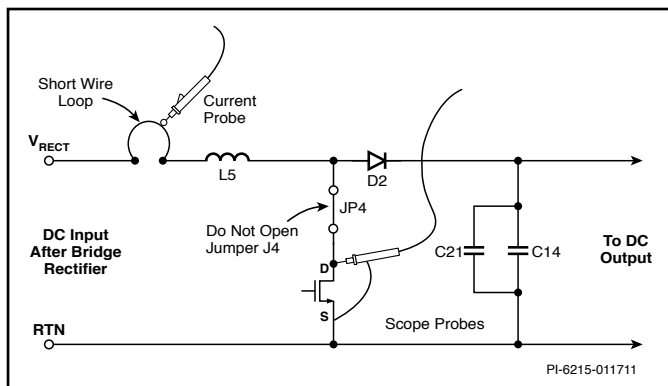 Short Wire
Loop
Current
Probe
VRECT
L5
D2
JP4
Do Not Open
Jumper J4
DC Input
After Bridge
Rectifier
C21
C14
To DC
Output
D
S
Scope Probes
RTN
PI-6215-011711